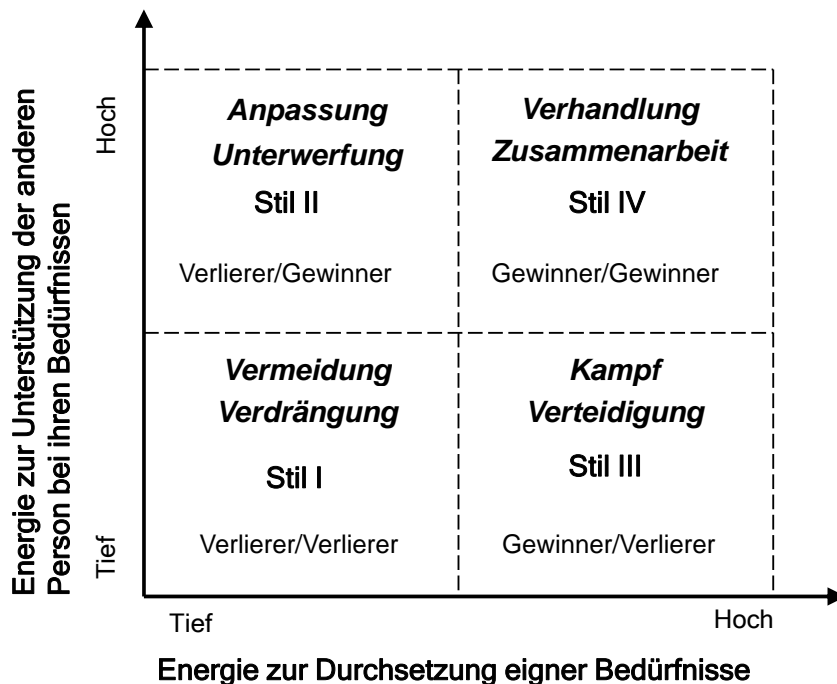 Energie zur Unterstützung der anderen
Person bei ihren Bedürfnissen
Hoch
Tief
Anpassung
Unterwerfung
Stil II
Verlierer/Gewinner
Verhandlung
Zusammenarbeit
Stil IV
Gewinner/Gewinner
Vermeidung
Verdrängung
Stil I
Verlierer/Verlierer
Kampf
Verteidigung
Stil III
Gewinner/Verlierer
Tief
Hoch
Energie zur Durchsetzung eigner Bedürfnisse